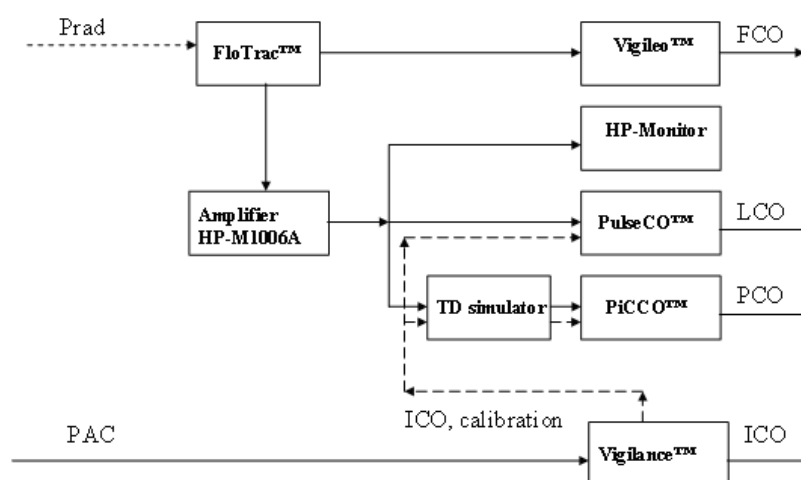 Prad
FloTrac™
Vigileo™
FCO
HP-Monitor
Amplifier
HP-M1006A
PulseCO™
LCO
TD simulator
PiCCO™
PCO
ICO, calibration
PAC
Vigilance™
ICO